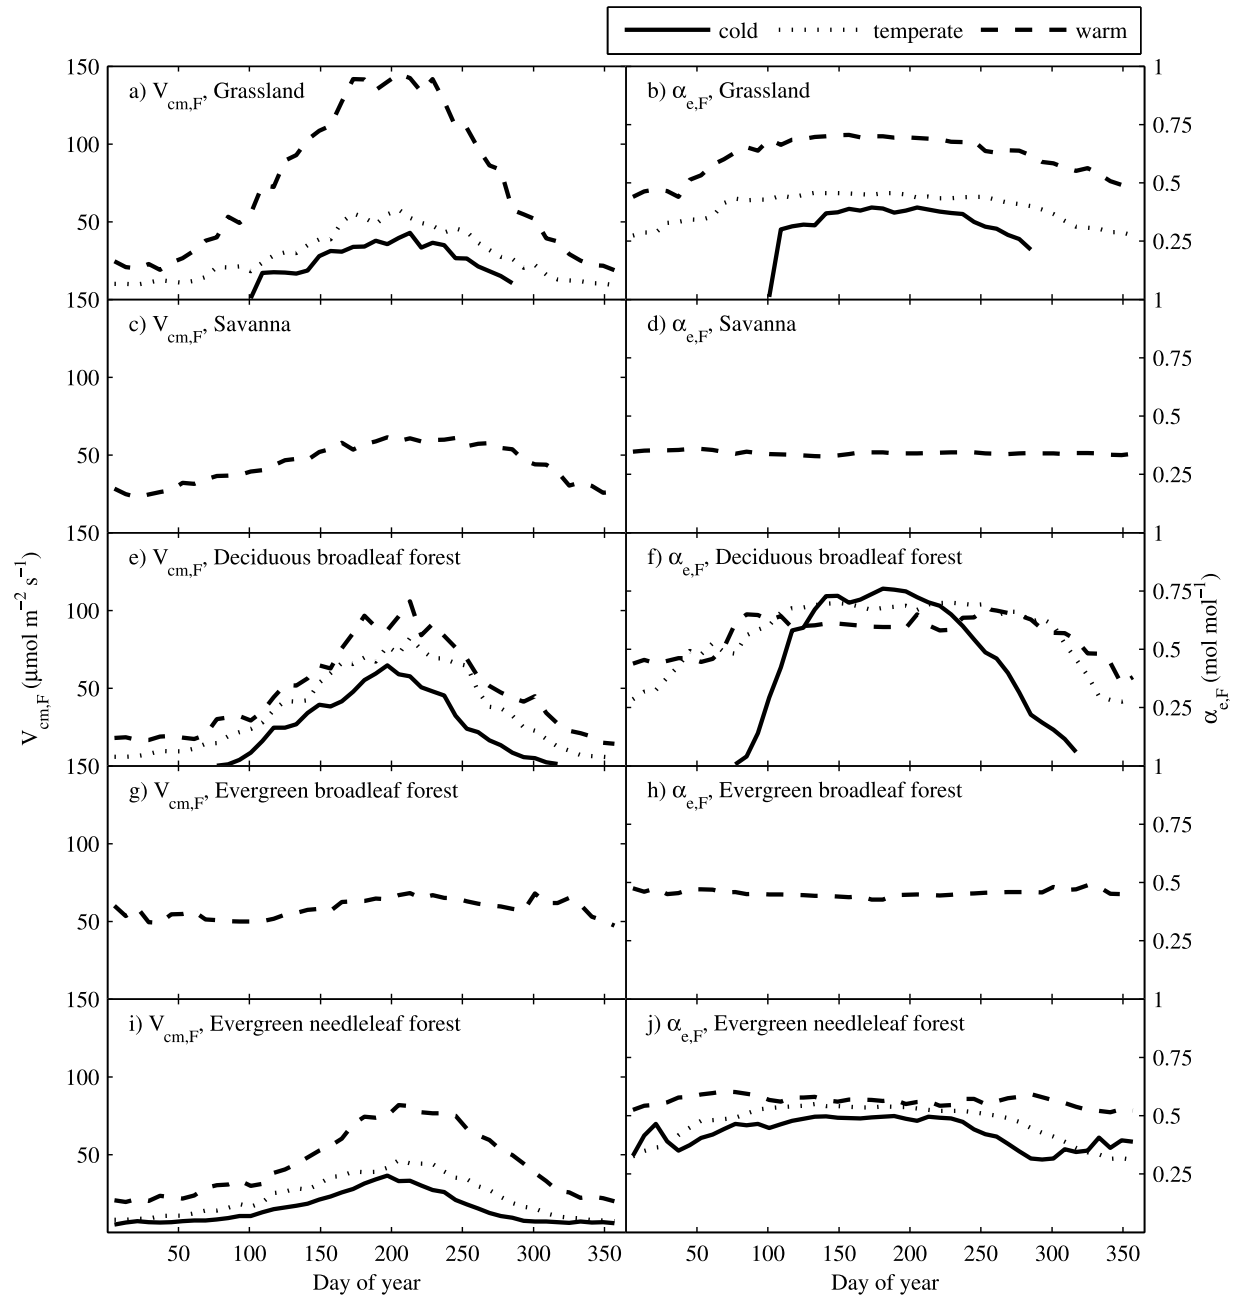 cold temperate warm
a) V_cm,F, Grassland
b) α_e,F, Grassland
150
100
50
1
0.75
0.5
0.25
c) V_cm,F, Savanna
d) α_e,F, Savanna
150
100
50
1
0.75
0.5
0.25
e) V_cm,F, Deciduous broadleaf forest
f) α_e,F, Deciduous broadleaf forest
150
100
50
1
0.75
0.5
0.25
V_cm,F (µmol m⁻² s⁻¹)
α_e,F (mol mol⁻¹)
g) V_cm,F, Evergreen broadleaf forest
h) α_e,F, Evergreen broadleaf forest
150
100
50
1
0.75
0.5
0.25
i) V_cm,F, Evergreen needleleaf forest
j) α_e,F, Evergreen needleleaf forest
150
100
50
1
0.75
0.5
0.25
50 100 150 200 250 300 350
50 100 150 200 250 300 350
Day of year
Day of year